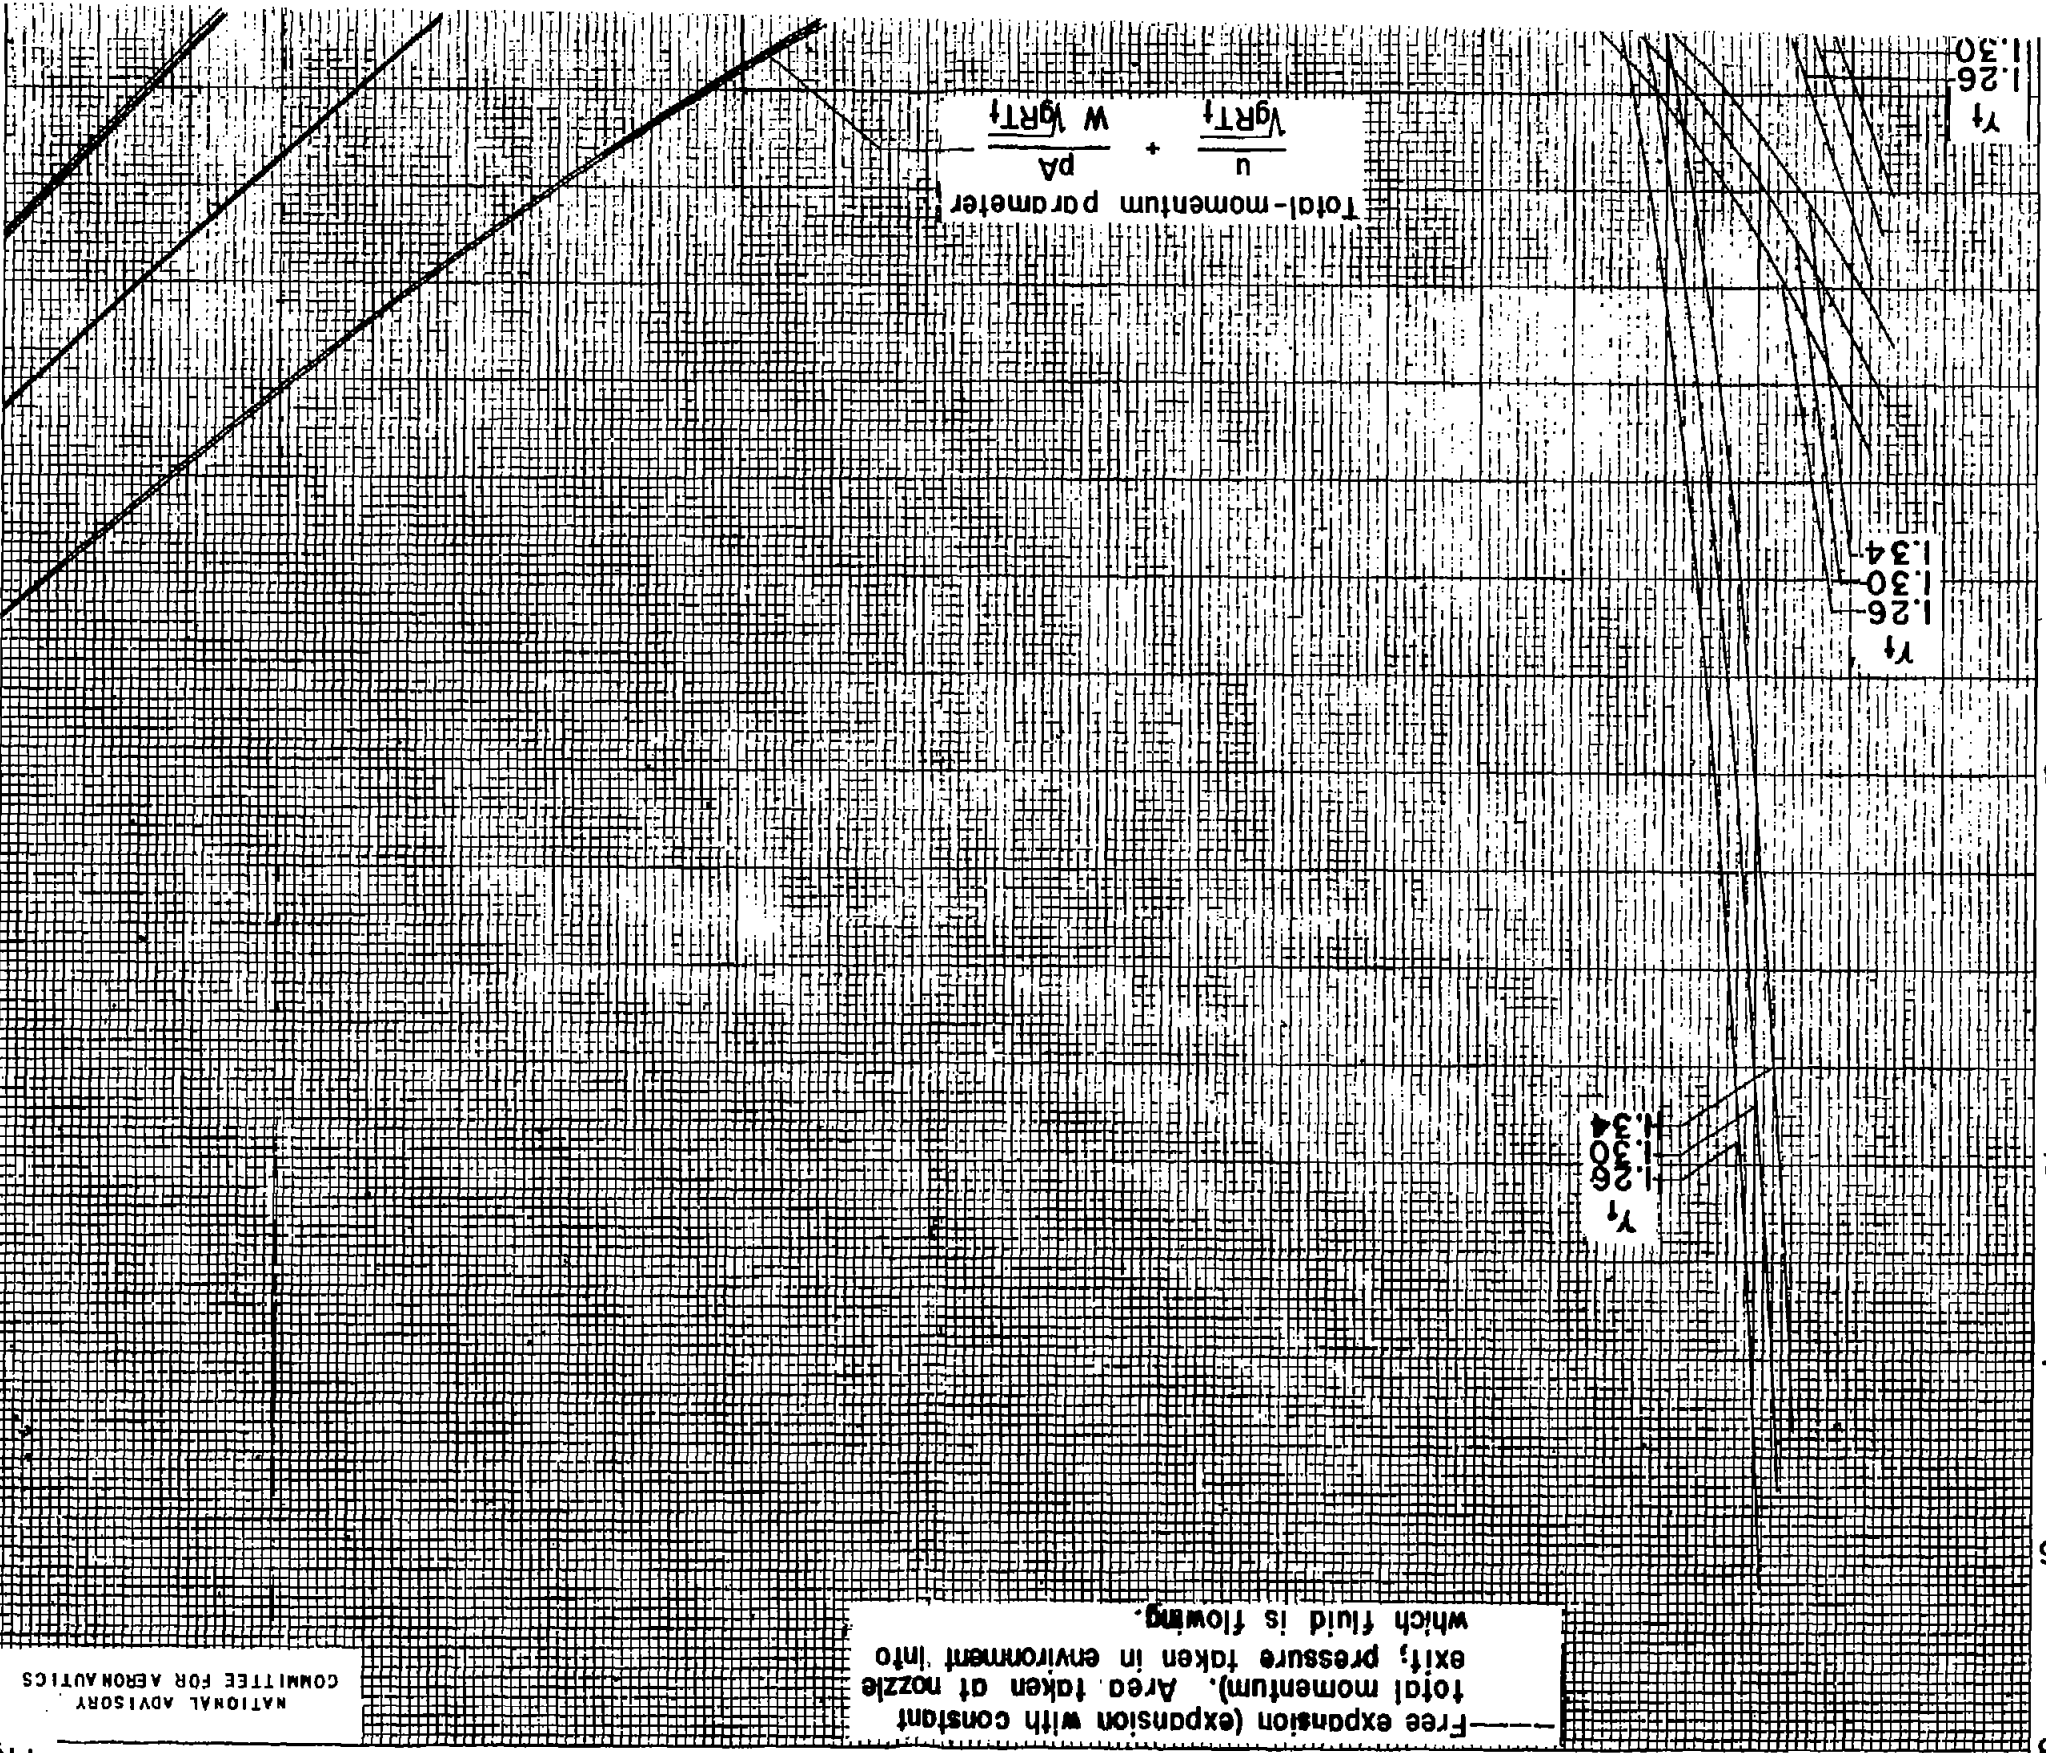 ——Free expansion (expansion with constant
total momentum). Area taken at nozzle
exit; pressure taken in environment into
which fluid is flowing.
NATIONAL ADVISORY
COMMITTEE FOR AERONAUTICS
γt
1.26
1.30
1.34
γt
1.26
1.30
1.34
Total-momentum parameter
u + pA
√gRTt W √gRTt
γt
1.26
1.30